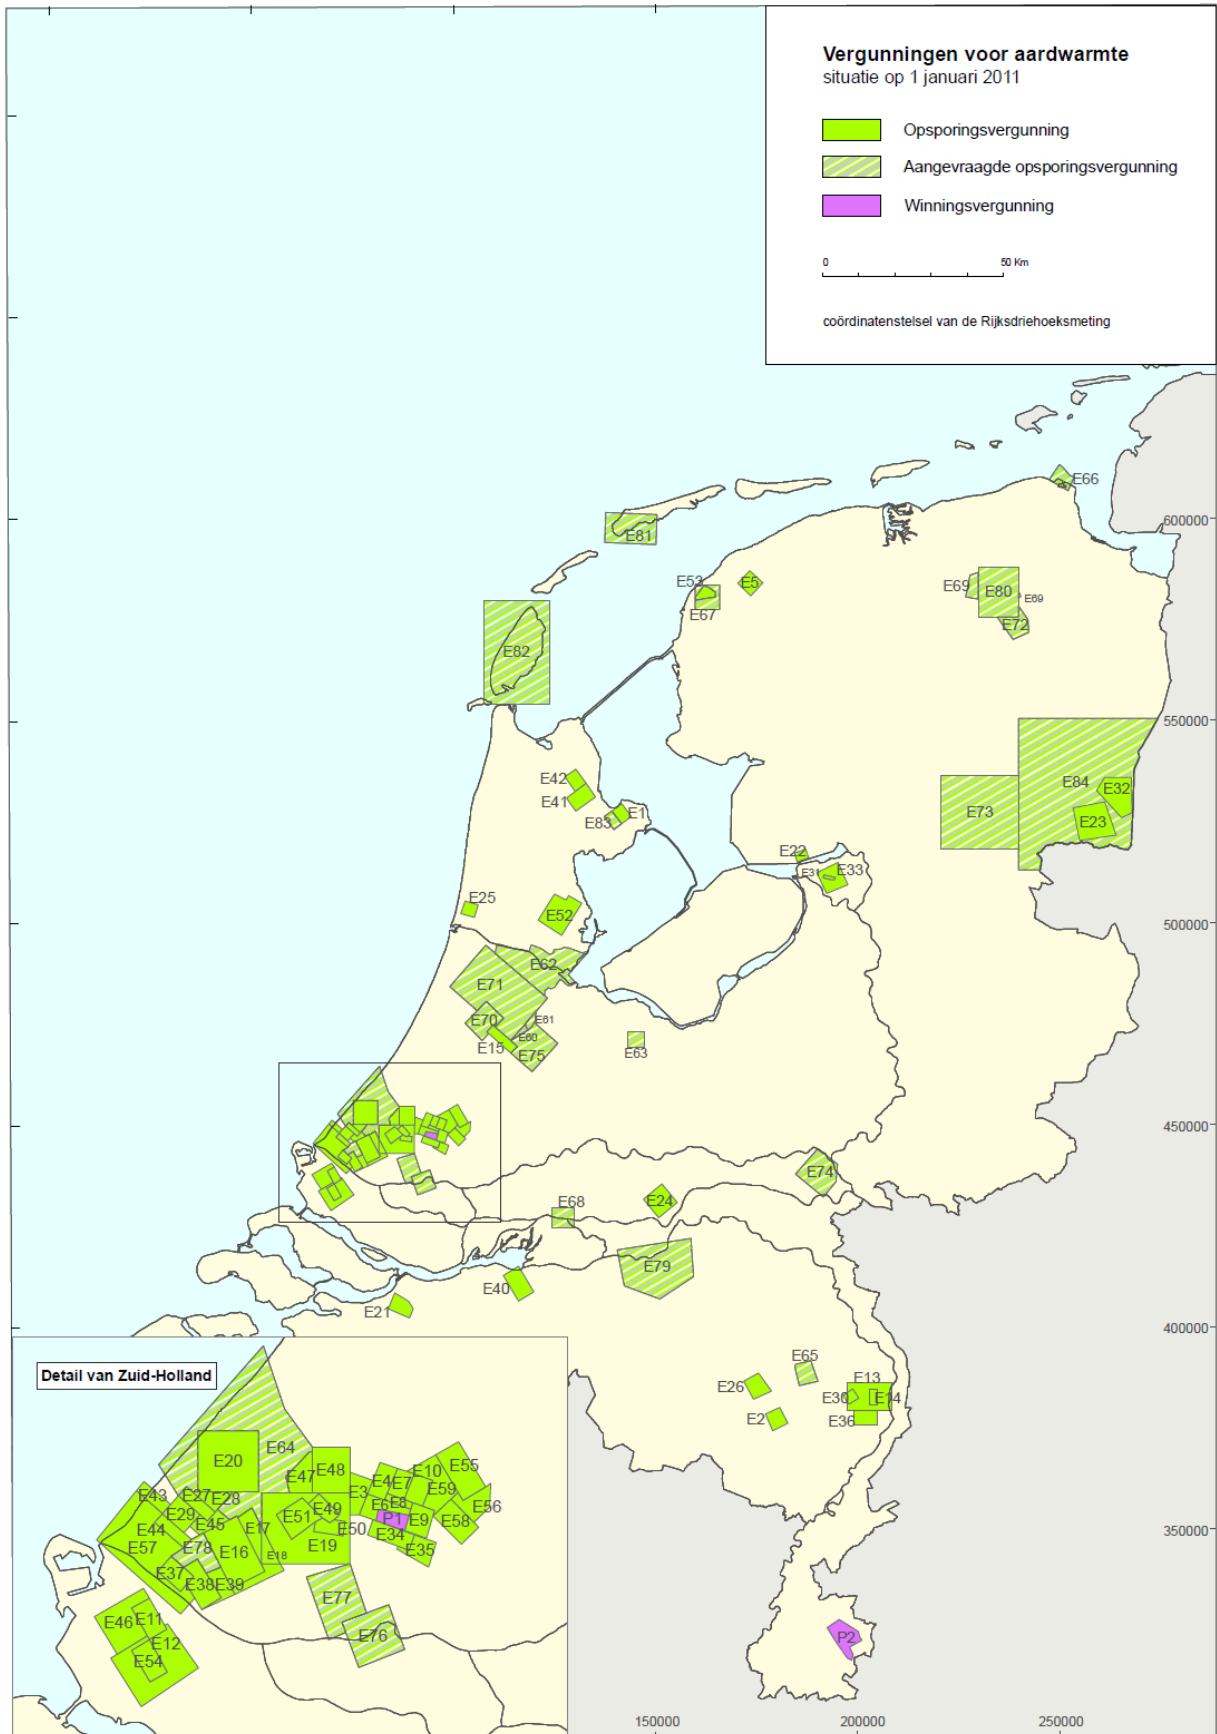 Vergunningen voor aardwarmte
situatie op 1 januari 2011
Opsporingsvergunning
Aangevraagde opsporingsvergunning
Winningsvergunning
0 50 Km
coördinatenstelsel van de Rijksdriehoeksmeting
E66
600000
E81
E53
E5
E69
E80
E69
E67
E72
E82
550000
E42
E84
E32
E41
E73
E83
E1
E23
E22
E31
E33
E25
E52
500000
E62
E71
E70
E61
E60
E15
E75
E63
450000
E74
E68
E24
E79
E40
E21
400000
Detail van Zuid-Holland
E65
E13
E26
E30
E14
E2
E36
E64
E20
E48
E47
E55
E10
E4
E7
E3
E59
E43
E27
E28
E6
E8
E56
E29
E49
E51
P1
E9
E58
E45
E44
E17
E50
E34
E57
E78
E16
E18
E19
E35
350000
E37
E38
E39
E77
E46
E11
E76
E12
E54
P2
150000
200000
250000